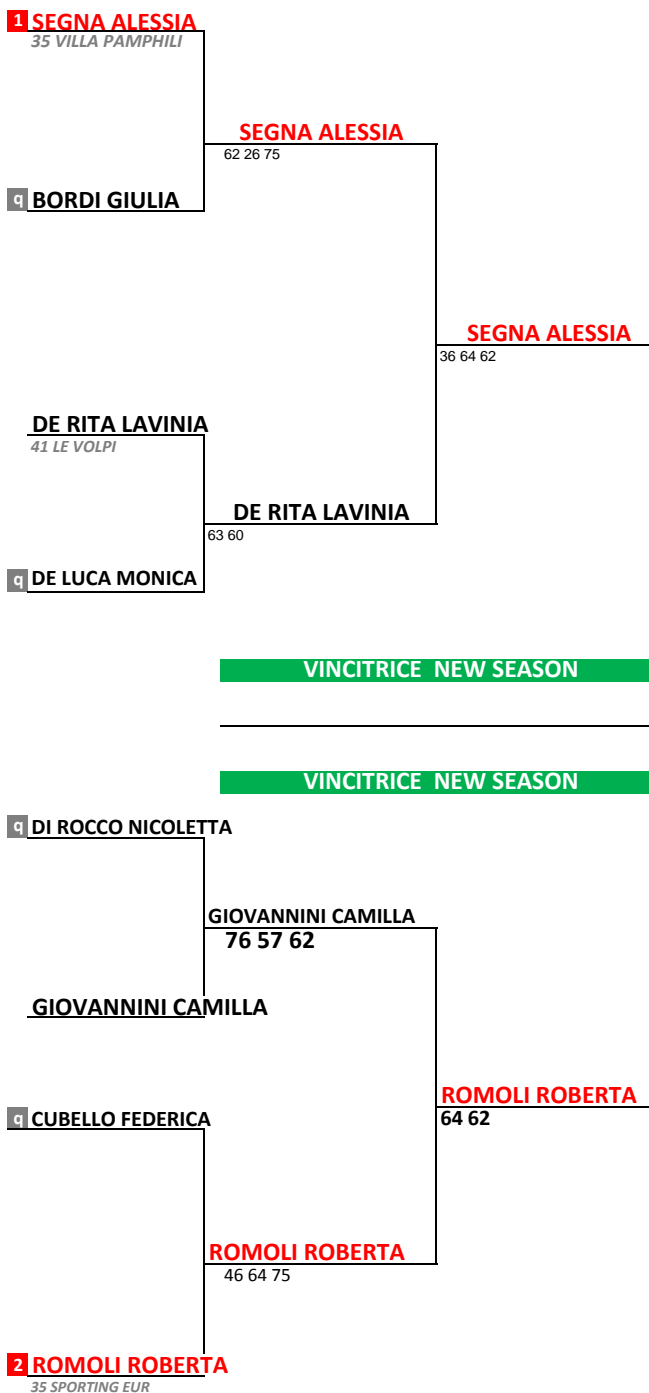 1 SEGNA ALESSIA
35 VILLA PAMPHILI
SEGNA ALESSIA
62 26 75
q BORDI GIULIA
SEGNA ALESSIA
36 64 62
DE RITA LAVINIA
41 LE VOLPI
DE RITA LAVINIA
63 60
q DE LUCA MONICA
VINCITRICE NEW SEASON
VINCITRICE NEW SEASON
q DI ROCCO NICOLETTA
GIOVANNINI CAMILLA
76 57 62
GIOVANNINI CAMILLA
ROMOLI ROBERTA
64 62
q CUBELLO FEDERICA
ROMOLI ROBERTA
46 64 75
2 ROMOLI ROBERTA
35 SPORTING EUR